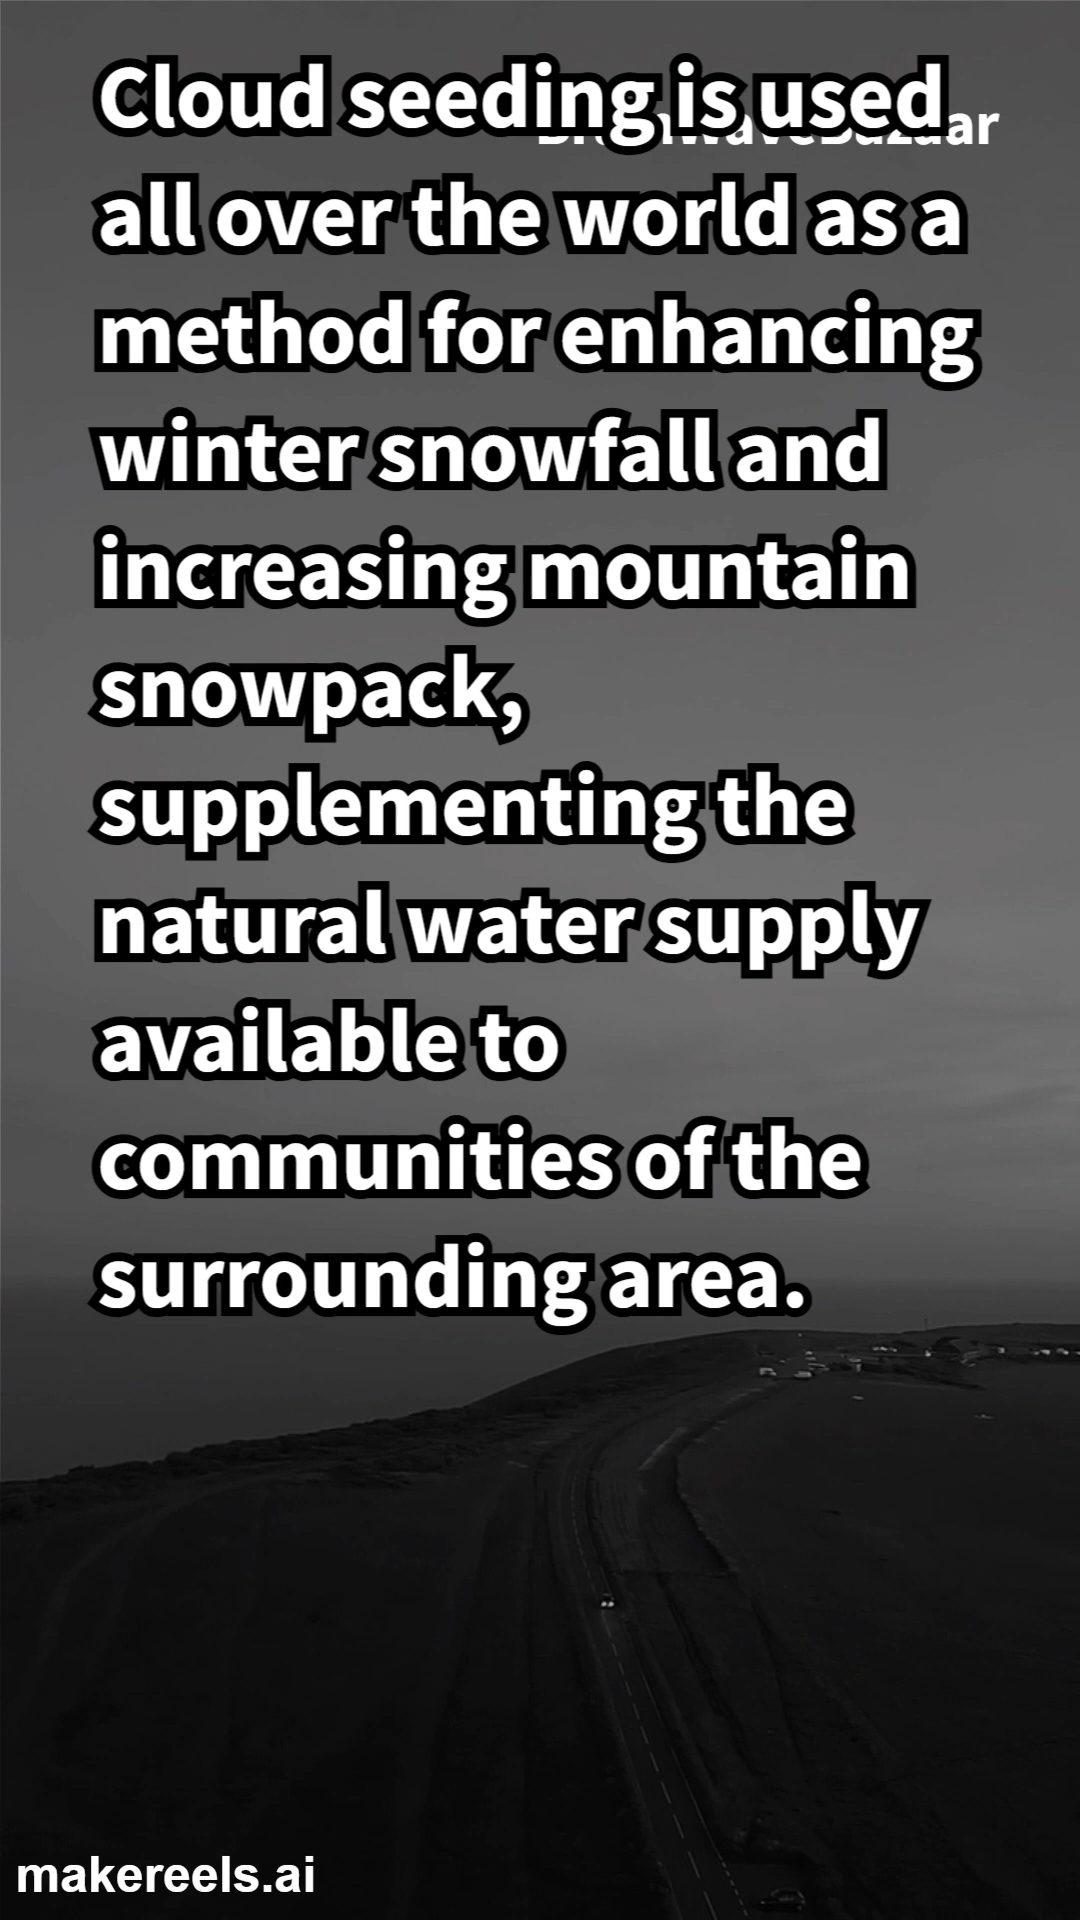 Cloud seeding is used
all over the world as a
method for enhancing
winter snowfall and
increasing mountain
snowpack,
supplementing the
natural water supply
available to
communities of the
surrounding area.
makereels.ai